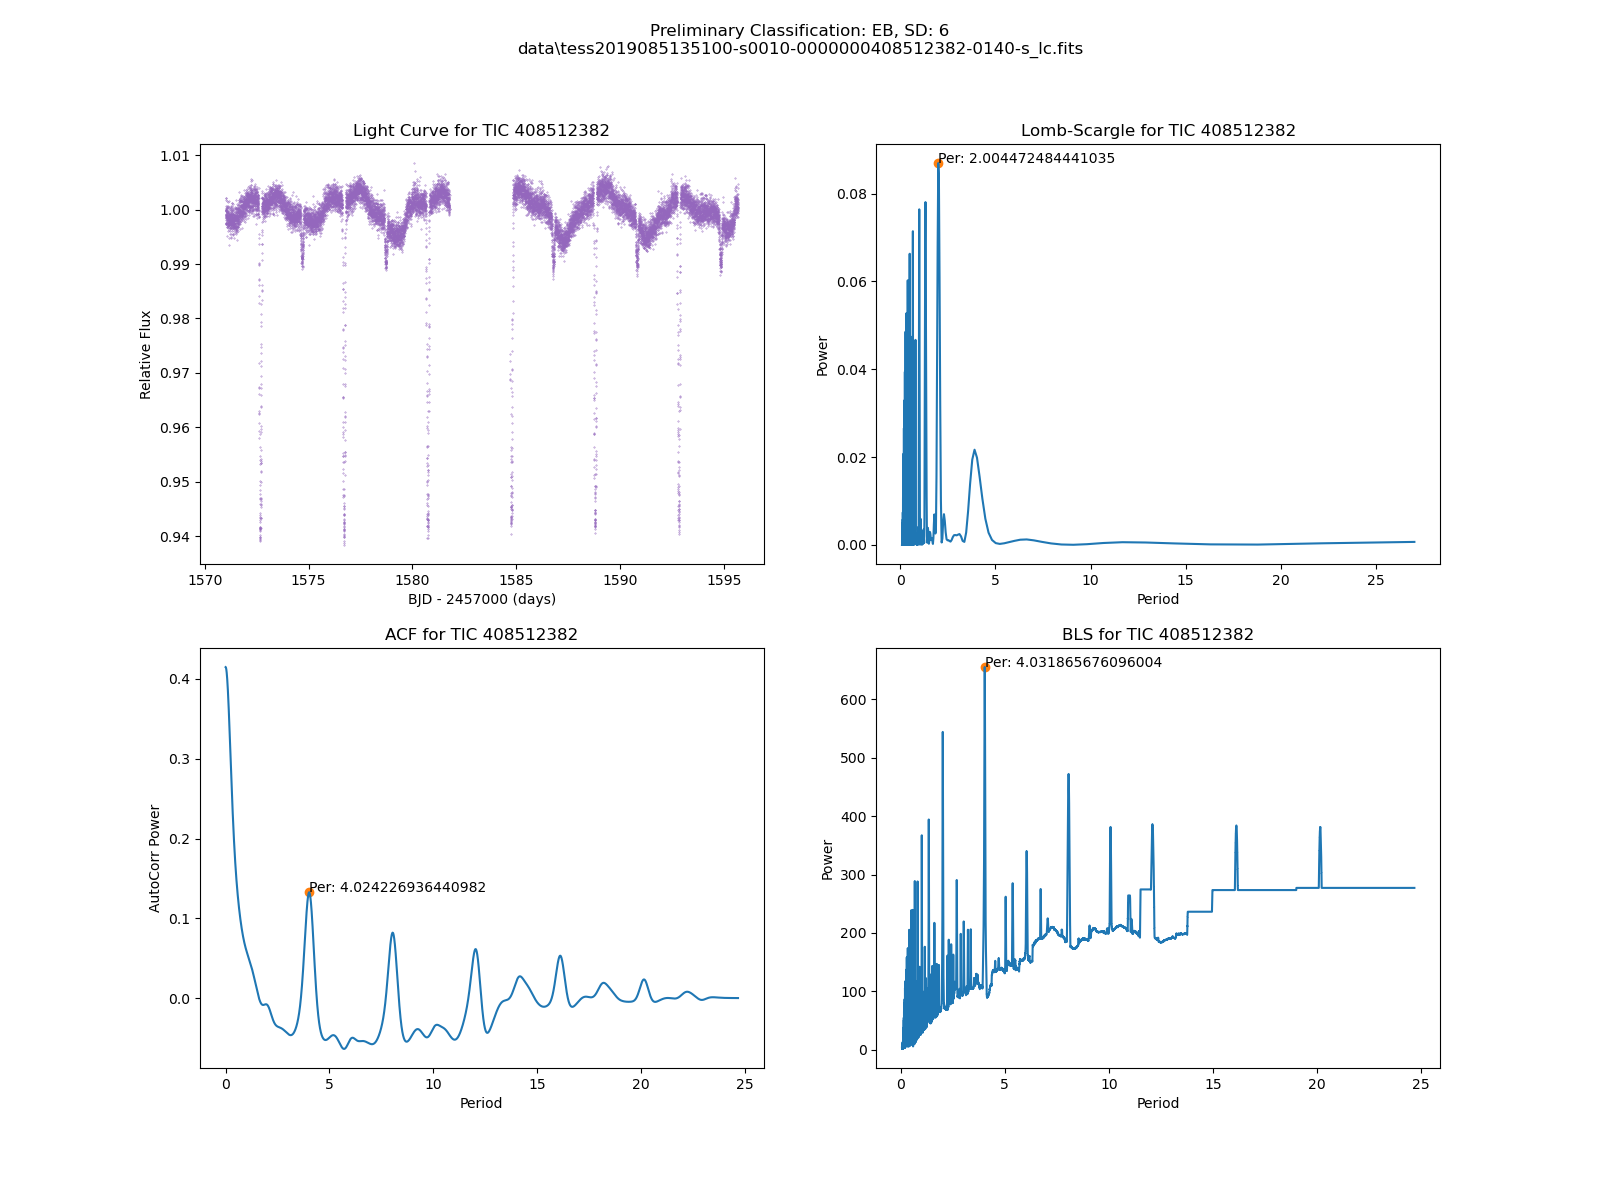 Preliminary Classification: EB, SD: 6
data\tess2019085135100-s0010-0000000408512382-0140-s_lc.fits
Light Curve for TIC 408512382
1.01
1.00
0.99
0.98
0.97
0.96
0.95
0.94
Relative Flux
1570 1575 1580 1585 1590 1595
BJD - 2457000 (days)
Lomb-Scargle for TIC 408512382
Per: 2.004472484441035
0.08
0.06
0.04
0.02
0.00
Power
0 5 10 15 20 25
Period
ACF for TIC 408512382
Per: 4.024226936440982
0.4
0.3
0.2
0.1
0.0
AutoCorr Power
0 5 10 15 20 25
Period
BLS for TIC 408512382
Per: 4.031865676096004
600
500
400
300
200
100
0
Power
0 5 10 15 20 25
Period